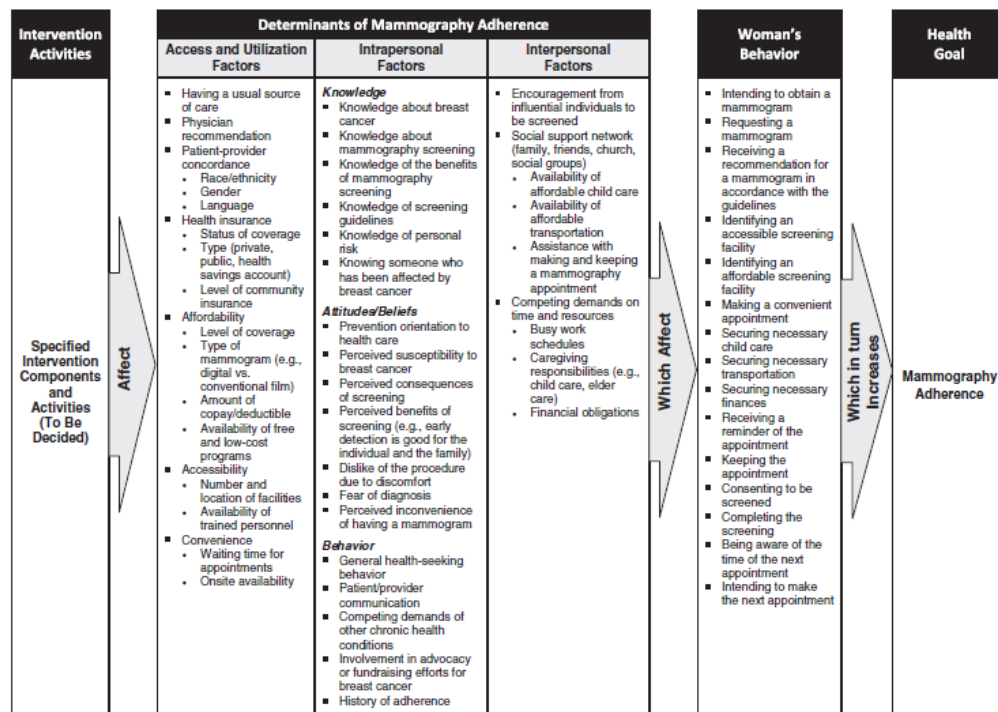 Intervention
Activities
Specified
Intervention
Components
and
Activities
(To Be
Decided)
Affect
Determinants of Mammography Adherence
Access and Utilization
Factors
▪ Having a usual source
of care
▪ Physician
recommendation
▪ Patient-provider
concordance
• Race/ethnicity
• Gender
• Language
▪ Health insurance
• Status of coverage
• Type (private,
public, health
savings account)
• Level of community
insurance
▪ Affordability
• Level of coverage
• Type of
mammogram (e.g.,
digital vs.
conventional film)
• Amount of
copay/deductible
• Availability of free
and low-cost
programs
▪ Accessibility
• Number and
location of facilities
• Availability of
trained personnel
▪ Convenience
• Waiting time for
appointments
• Onsite availability
Intrapersonal
Factors
Knowledge
▪ Knowledge about breast
cancer
▪ Knowledge about
mammography screening
▪ Knowledge of the benefits
of mammography
screening
▪ Knowledge of screening
guidelines
▪ Knowledge of personal
risk
▪ Knowing someone who
has been affected by
breast cancer
Attitudes/Beliefs
▪ Prevention orientation to
health care
▪ Perceived susceptibility to
breast cancer
▪ Perceived consequences
of screening
▪ Perceived benefits of
screening (e.g., early
detection is good for the
individual and the family)
▪ Dislike of the procedure
due to discomfort
▪ Fear of diagnosis
▪ Perceived inconvenience
of having a mammogram
Behavior
▪ General health-seeking
behavior
▪ Patient/provider
communication
▪ Competing demands of
other chronic health
conditions
▪ Involvement in advocacy
or fundraising efforts for
breast cancer
▪ History of adherence
Interpersonal
Factors
▪ Encouragement from
influential individuals to
be screened
▪ Social support network
(family, friends, church,
social groups)
• Availability of
affordable child care
• Availability of
affordable
transportation
• Assistance with
making and keeping
a mammography
appointment
▪ Competing demands on
time and resources
• Busy work
schedules
• Caregiving
responsibilities (e.g.,
child care, elder
care)
• Financial obligations
Which Affect
Woman's
Behavior
▪ Intending to obtain a
mammogram
▪ Requesting a
mammogram
▪ Receiving a
recommendation for
a mammogram in
accordance with the
guidelines
▪ Identifying an
accessible screening
facility
▪ Identifying an
affordable screening
facility
▪ Making a convenient
appointment
▪ Securing necessary
child care
▪ Securing necessary
transportation
▪ Securing necessary
finances
▪ Receiving a
reminder of the
appointment
▪ Keeping the
appointment
▪ Consenting to be
screened
▪ Completing the
screening
▪ Being aware of the
time of the next
appointment
▪ Intending to make
the next appointment
Which in turn
Increases
Health
Goal
Mammography
Adherence